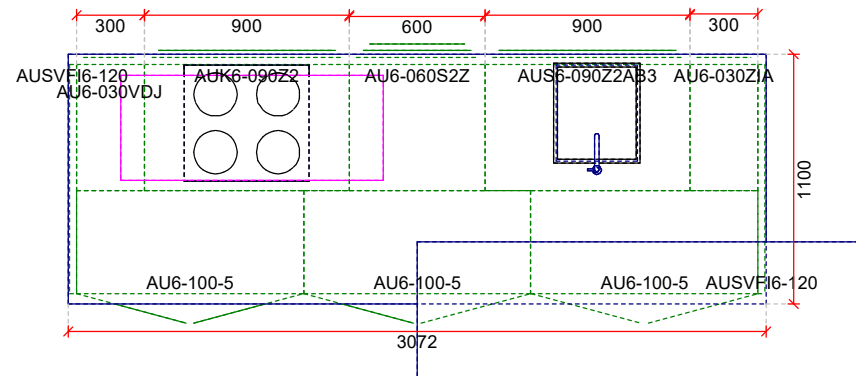 300 900 600 900 300
AUSVFI6-120 AUK6-090Z2 AU6-060S2Z AUS6-090Z2AB3 AU6-030ZIA
AU6-030VDJ
1100
AU6-100-5 AU6-100-5 AU6-100-5 AUSVFI6-120
3072